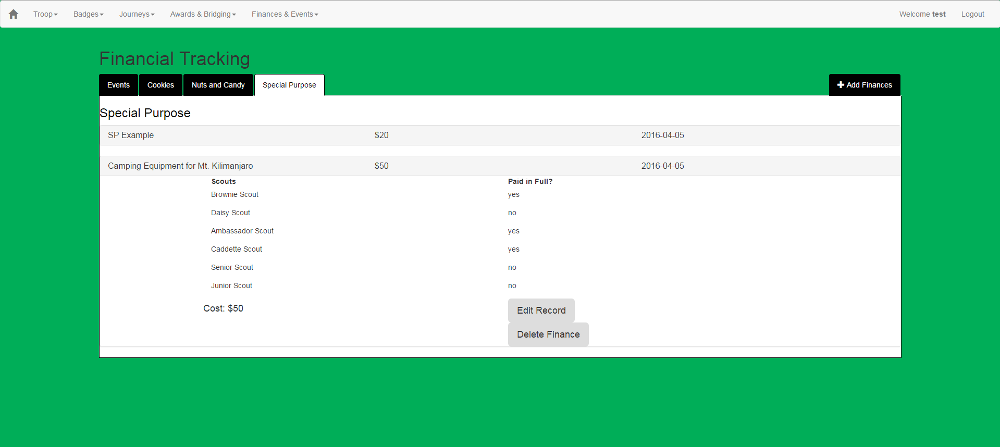 Troop Badges Journeys Awards & Bridging Finances & Events Welcome test Logout
Financial Tracking
Events Cookies Nuts and Candy Special Purpose Add Finances
Special Purpose
SP Example $20 2016-04-05
Camping Equipment for Mt. Kilimanjaro $50 2016-04-05
Scouts Paid in Full?
Brownie Scout yes
Daisy Scout no
Ambassador Scout yes
Caddette Scout yes
Senior Scout no
Junior Scout no
Cost: $50 Edit Record
Delete Finance